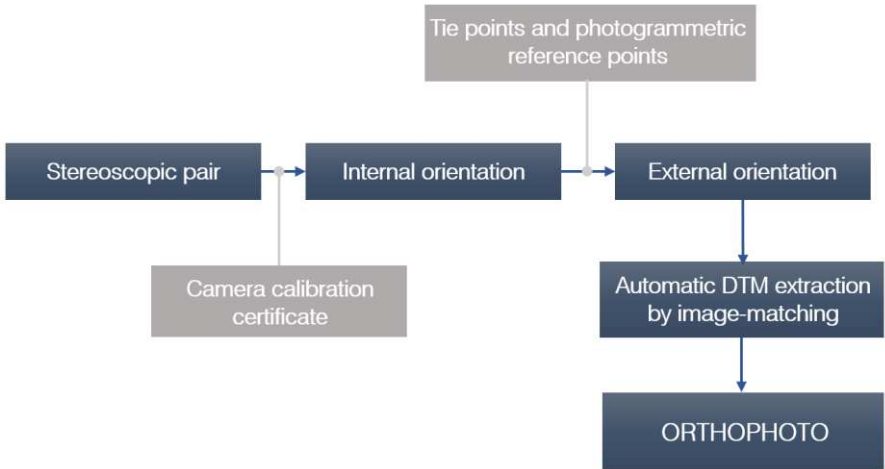 Tie points and photogrammetric
reference points
Stereoscopic pair
Internal orientation
External orientation
Camera calibration
certificate
Automatic DTM extraction
by image-matching
ORTHOPHOTO